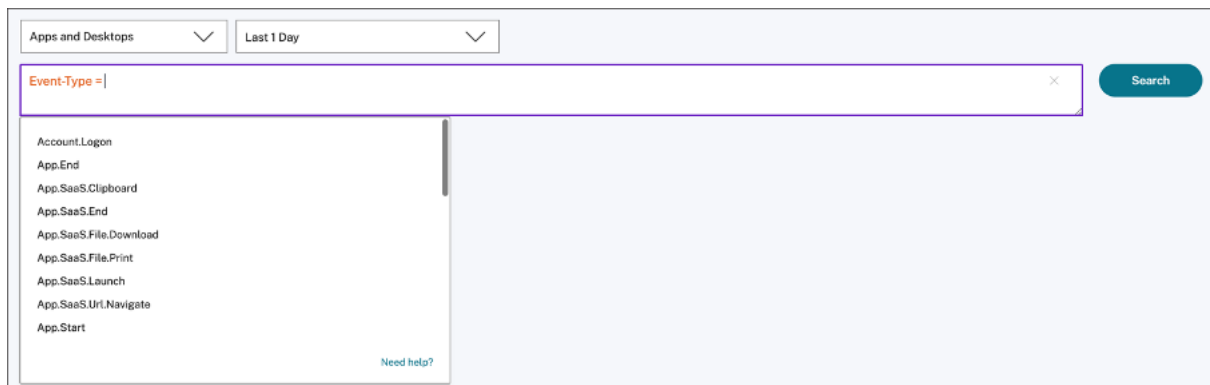 Apps and Desktops
Last 1 Day
Event-Type =
Search
Account.Logon
App.End
App.SaaS.Clipboard
App.SaaS.End
App.SaaS.File.Download
App.SaaS.File.Print
App.SaaS.Launch
App.SaaS.Url.Navigate
App.Start
Need help?